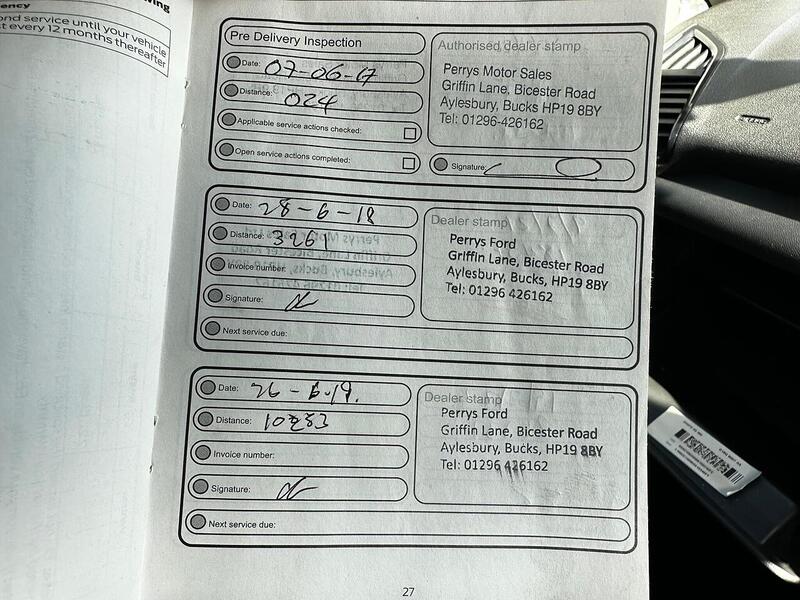 ency
ond service until your vehicle
t every 12 months thereafter
Pre Delivery Inspection
Date: 07-06-17
Distance: 024
Applicable service actions checked:
Open service actions completed:
Authorised dealer stamp
Perrys Motor Sales
Griffin Lane, Bicester Road
Aylesbury, Bucks HP19 8BY
Tel: 01296-426162
Signature:
Date: 28-6-18
Distance: 3261
Invoice number:
Signature:
Next service due:
Dealer stamp
Perrys Ford
Griffin Lane, Bicester Road
Aylesbury, Bucks, HP19 8BY
Tel: 01296 426162
Date: 26-6-19.
Distance:
Invoice number:
Signature:
Next service due:
Dealer stamp
Perrys Ford
Griffin Lane, Bicester Road
Aylesbury, Bucks, HP19 8BY
Tel: 01296 426162
27